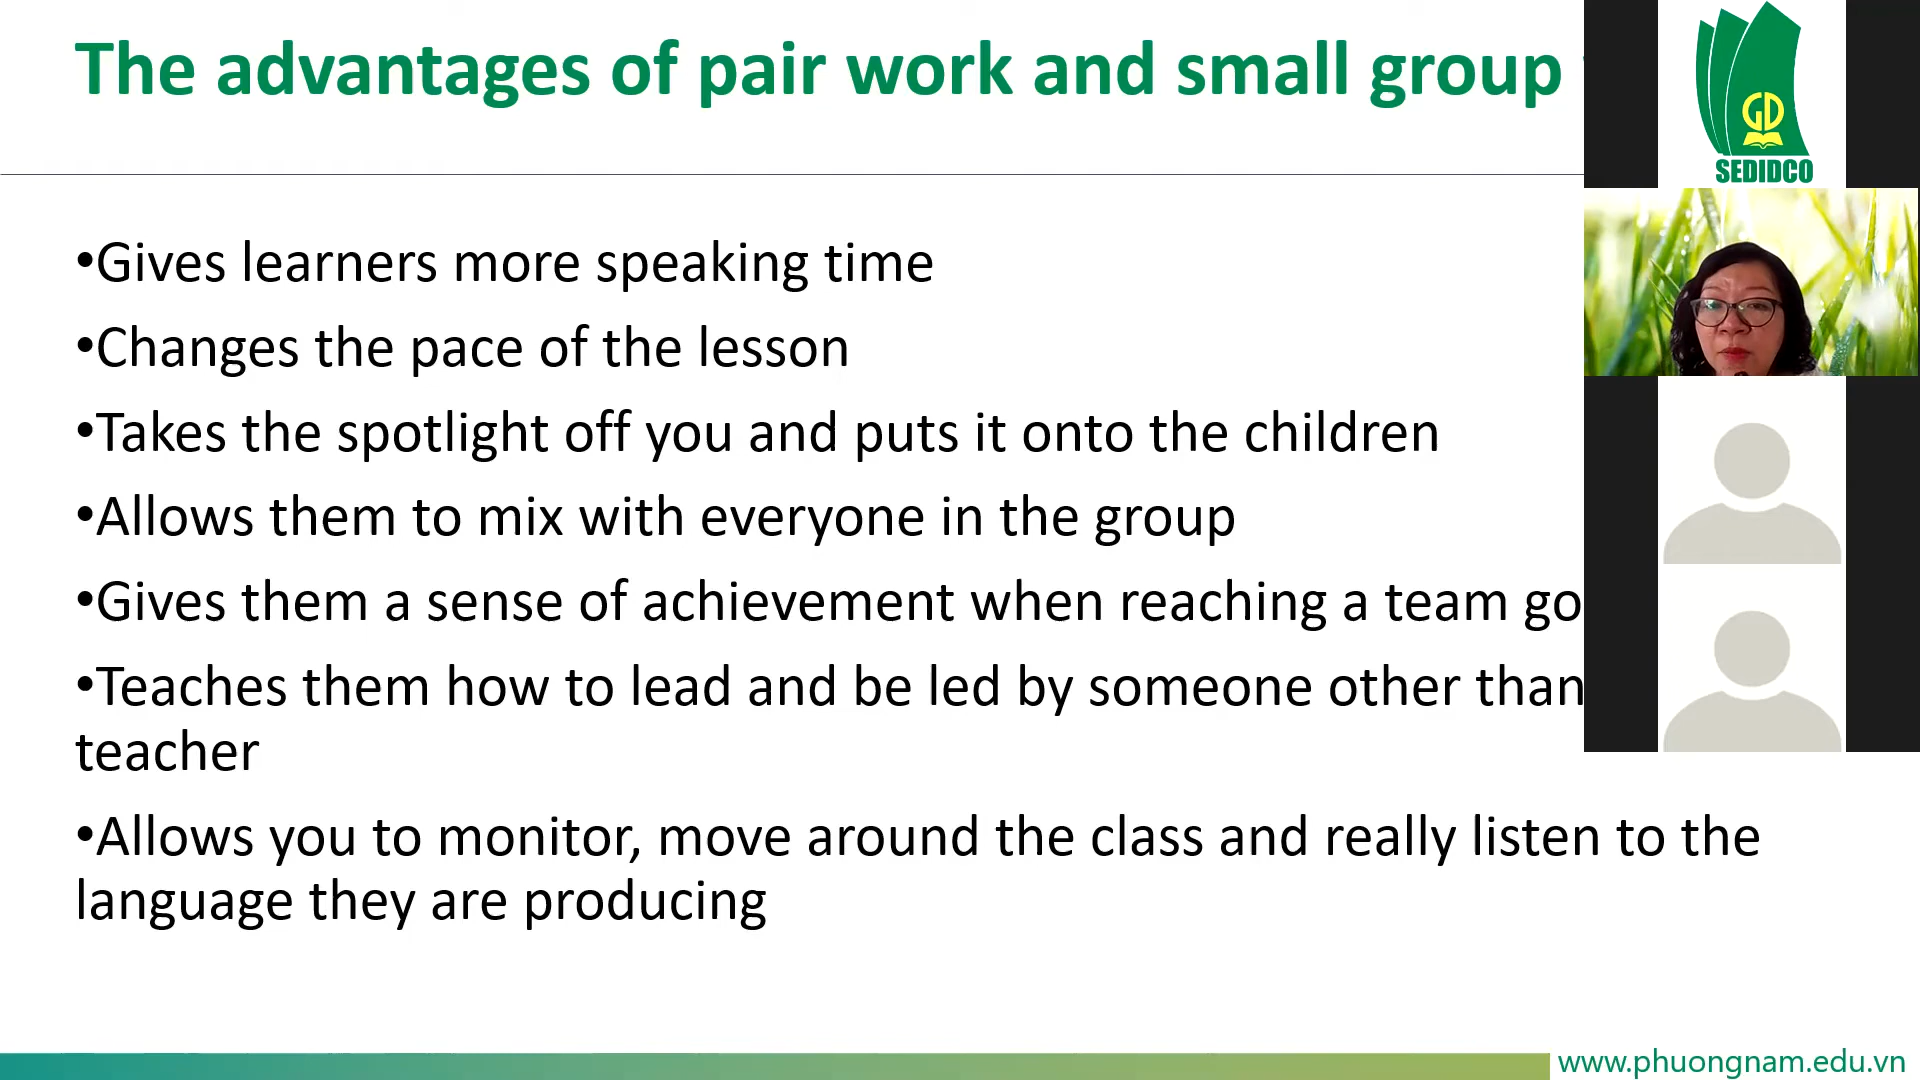 The advantages of pair work and small group
GD
SEDIDCO
•Gives learners more speaking time
•Changes the pace of the lesson
•Takes the spotlight off you and puts it onto the children
•Allows them to mix with everyone in the group
•Gives them a sense of achievement when reaching a team go
•Teaches them how to lead and be led by someone other than
teacher
•Allows you to monitor, move around the class and really listen to the
language they are producing
www.phuongnam.edu.vn